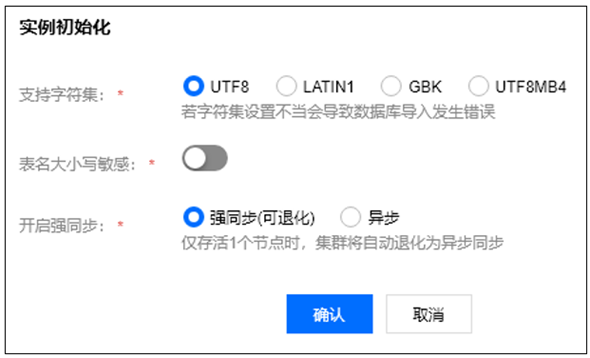 实例初始化
支持字符集： * UTF8 LATIN1 GBK UTF8MB4
若字符集设置不当会导致数据库导入发生错误
表名大小写敏感： *
开启强同步： * 强同步(可退化) 异步
仅存活1个节点时，集群将自动退化为异步同步
确认 取消